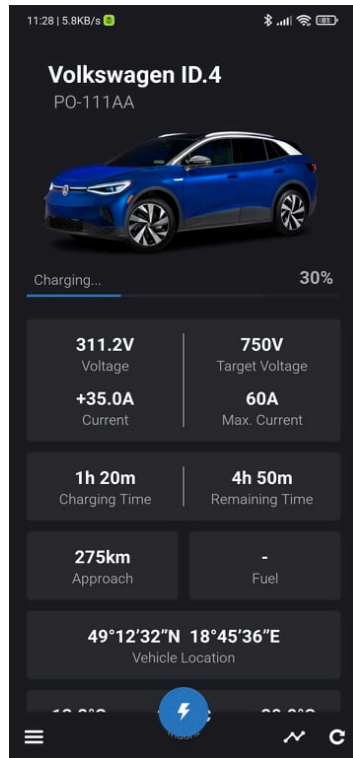 11:28 | 5.8KB/s
81
Volkswagen ID.4
PO-111AA
Charging...
30%
311.2V
Voltage
750V
Target Voltage
+35.0A
Current
60A
Max. Current
1h 20m
Charging Time
4h 50m
Remaining Time
275km
Approach
-
Fuel
49°12’32”N 18°45’36”E
Vehicle Location